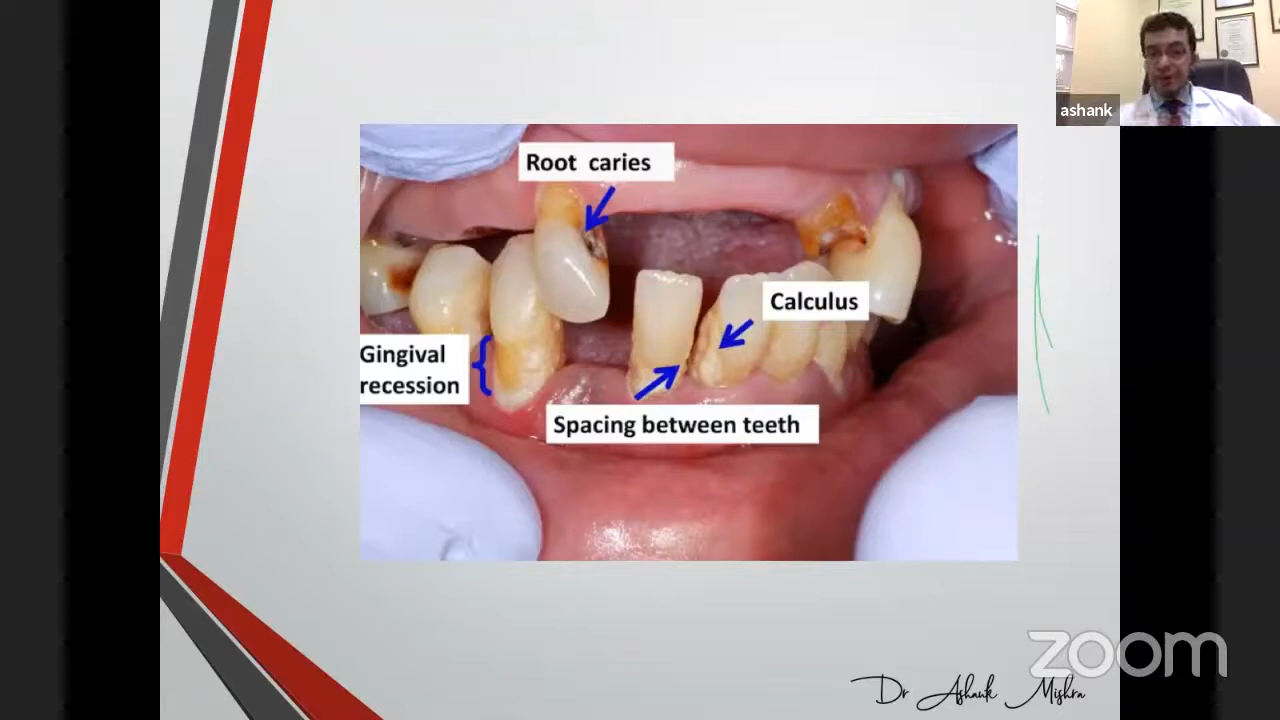 ashank
Root caries
Calculus
Gingival
recession
Spacing between teeth
zoom
Dr Ashank Mishra